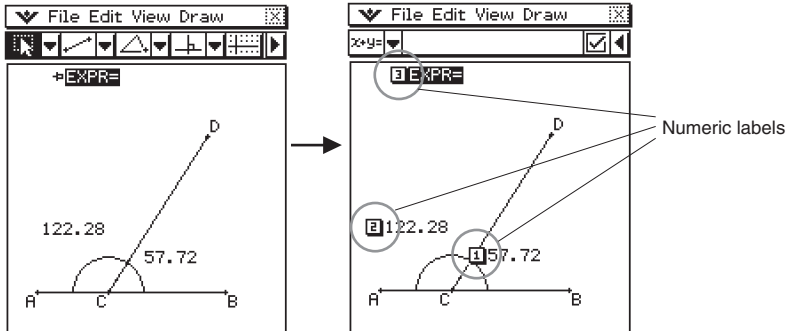 File Edit View Draw
EXPR=
D
122.28
57.72
A C B
File Edit View Draw
x+y=
3 EXPR=
D
2 122.28
1 57.72
A C B
Numeric labels